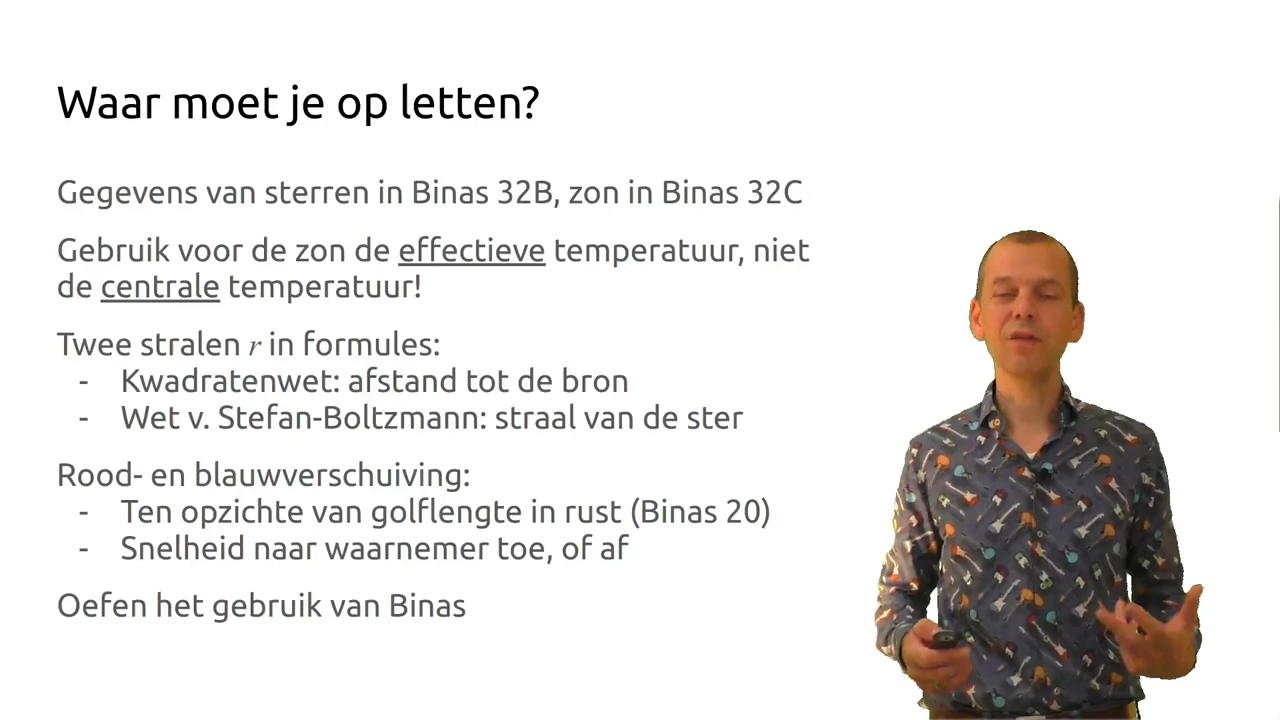 Waar moet je op letten?
Gegevens van sterren in Binas 32B, zon in Binas 32C
Gebruik voor de zon de effectieve temperatuur, niet
de centrale temperatuur!
Twee stralen r in formules:
- Kwadratenwet: afstand tot de bron
- Wet v. Stefan-Boltzmann: straal van de ster
Rood- en blauwverschuiving:
- Ten opzichte van golflengte in rust (Binas 20)
- Snelheid naar waarnemer toe, of af
Oefen het gebruik van Binas